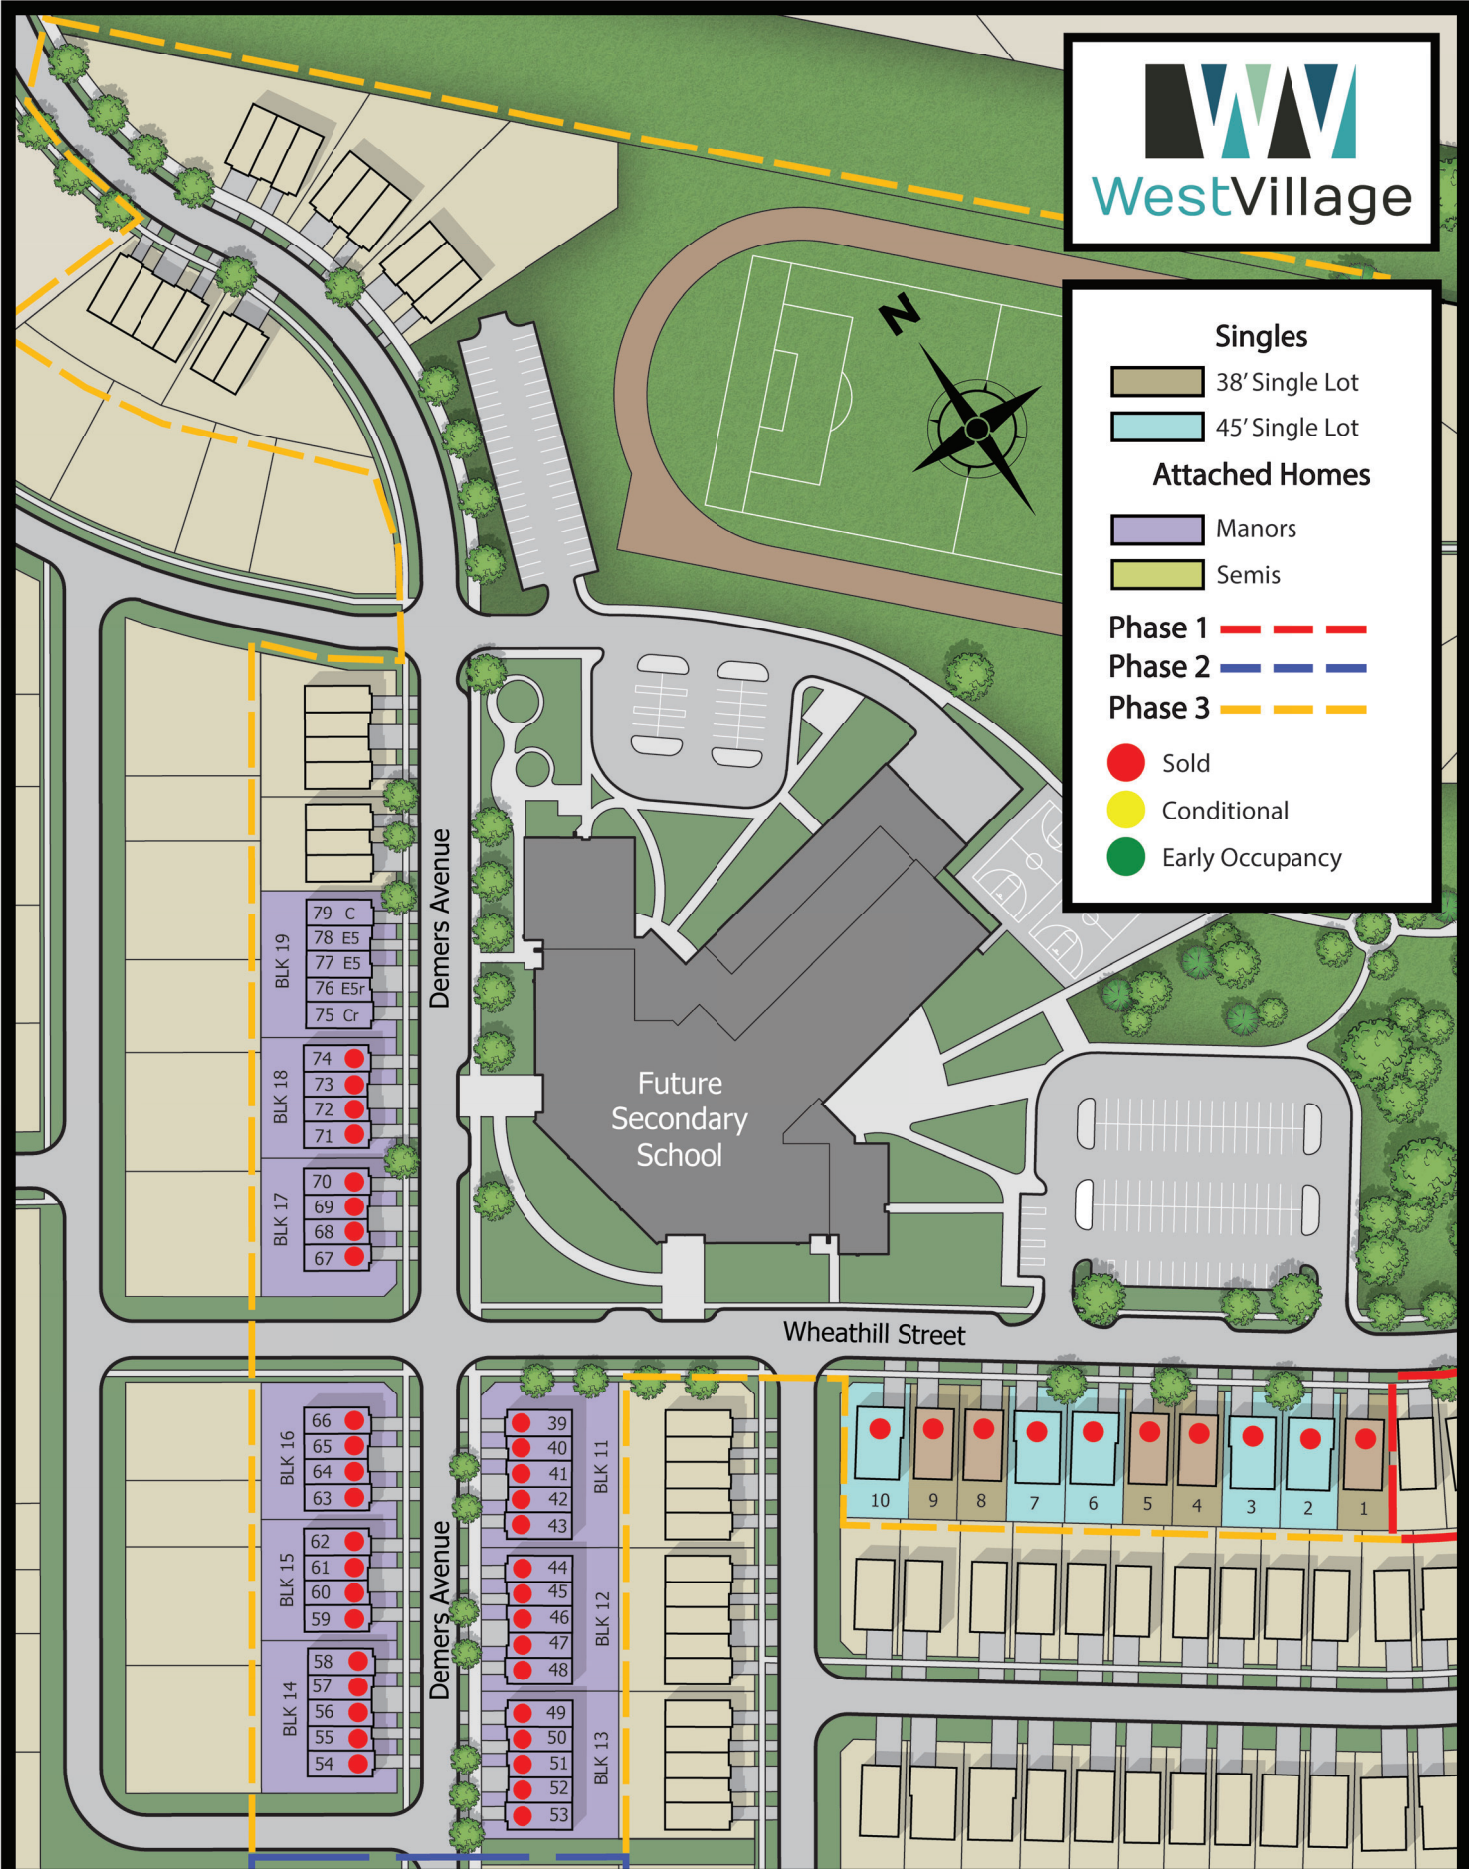 WestVillage
Singles
38' Single Lot
45' Single Lot
Attached Homes
Manors
Semis
Phase 1
Phase 2
Phase 3
Sold
Conditional
Early Occupancy
N
Demers Avenue
BLK 19
79 C
78 E5
77 E5
76 E5r
75 Cr
BLK 18
74
73
72
71
BLK 17
70
69
68
67
Future
Secondary
School
Wheathill Street
BLK 16
66
65
64
63
BLK 15
62
61
60
59
BLK 14
58
57
56
55
54
Demers Avenue
39
40
41
42
43
BLK 11
44
45
46
47
48
BLK 12
49
50
51
52
53
BLK 13
10 9 8 7 6 5 4 3 2 1